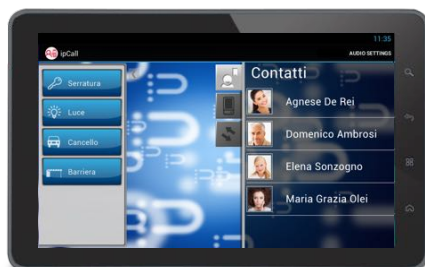 11:35
ipCall
AUDIO SETTINGS
Serratura
Luce
Cancello
Barriera
Contatti
Agnese De Rei
Domenico Ambrosi
Elena Sonzogno
Maria Grazia Olei